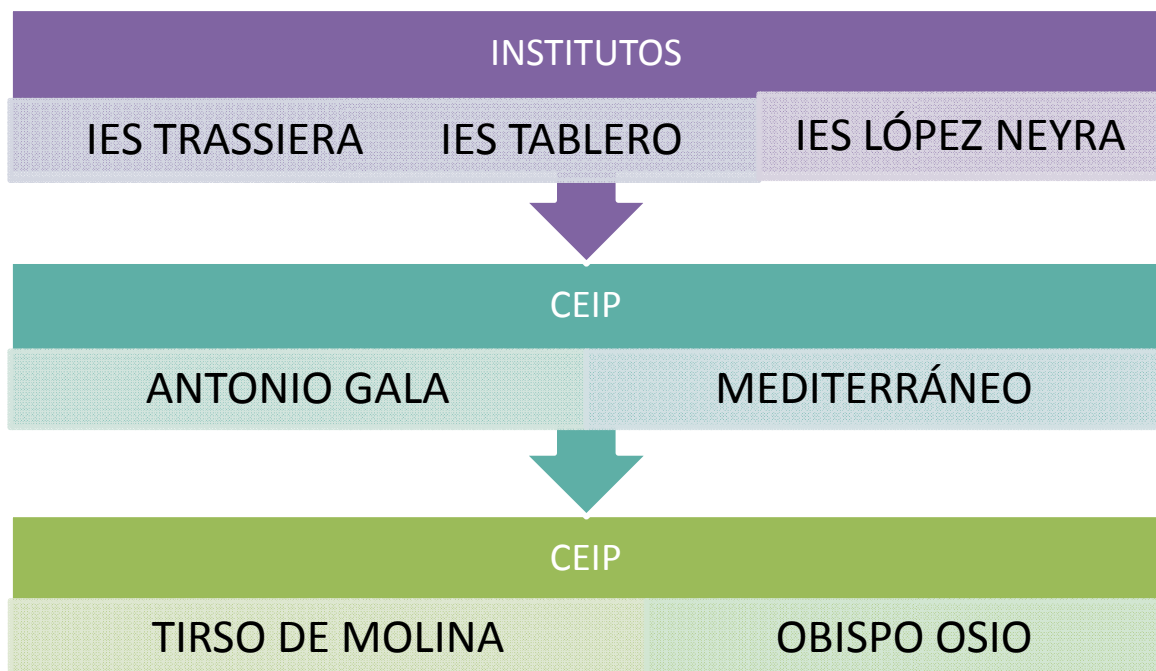 INSTITUTOS
IES TRASSIERA IES TABLERO IES LÓPEZ NEYRA
CEIP
ANTONIO GALA MEDITERRÁNEO
CEIP
TIRSO DE MOLINA OBISPO OSIO